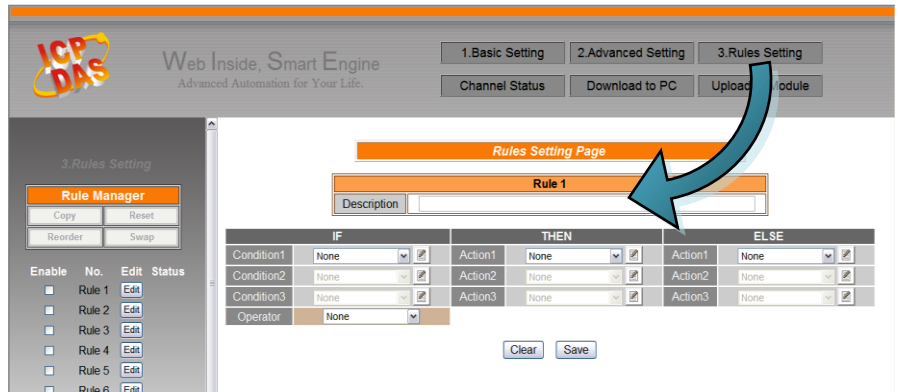 ICP
DAS
Web Inside, Smart Engine
Advanced Automation for Your Life.
1.Basic Setting
2.Advanced Setting
3.Rules Setting
Channel Status
Download to PC
Upload Module
3.Rules Setting
Rule Manager
Copy Reset
Reorder Swap
Enable No. Edit Status
Rule 1 Edit
Rule 2 Edit
Rule 3 Edit
Rule 4 Edit
Rule 5 Edit
Rule 6 Edit
Rules Setting Page
Rule 1
Description
IF THEN ELSE
Condition1 None Action1 None Action1 None
Condition2 None Action2 None Action2 None
Condition3 None Action3 None Action3 None
Operator None
Clear Save